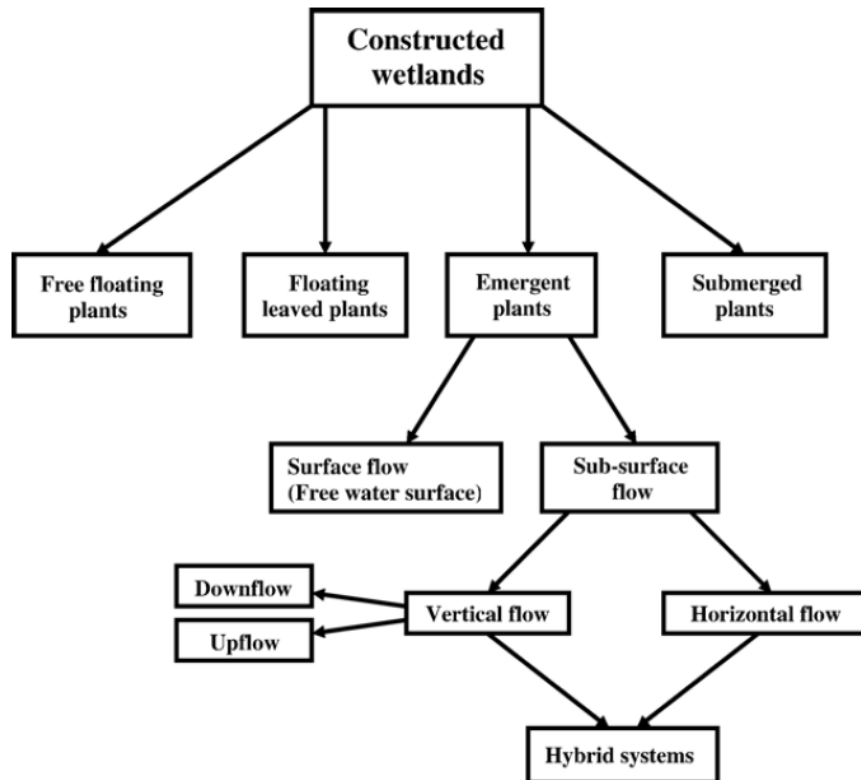 Constructed
wetlands
Free floating
plants
Floating
leaved plants
Emergent
plants
Submerged
plants
Surface flow
(Free water surface)
Sub-surface
flow
Downflow
Upflow
Vertical flow
Horizontal flow
Hybrid systems